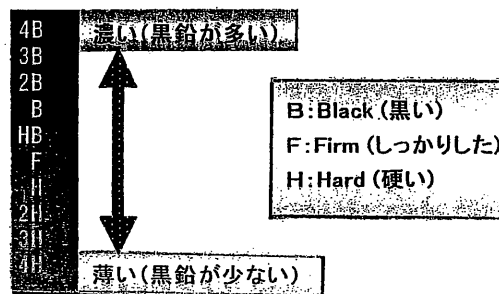 4B
3B
2B
B
HB
F
H
2H
3H
4H
濃い(黒鉛が多い)
薄い(黒鉛が少ない)
B:Black(黒い)
F:Firm(しっかりした)
H:Hard(硬い)